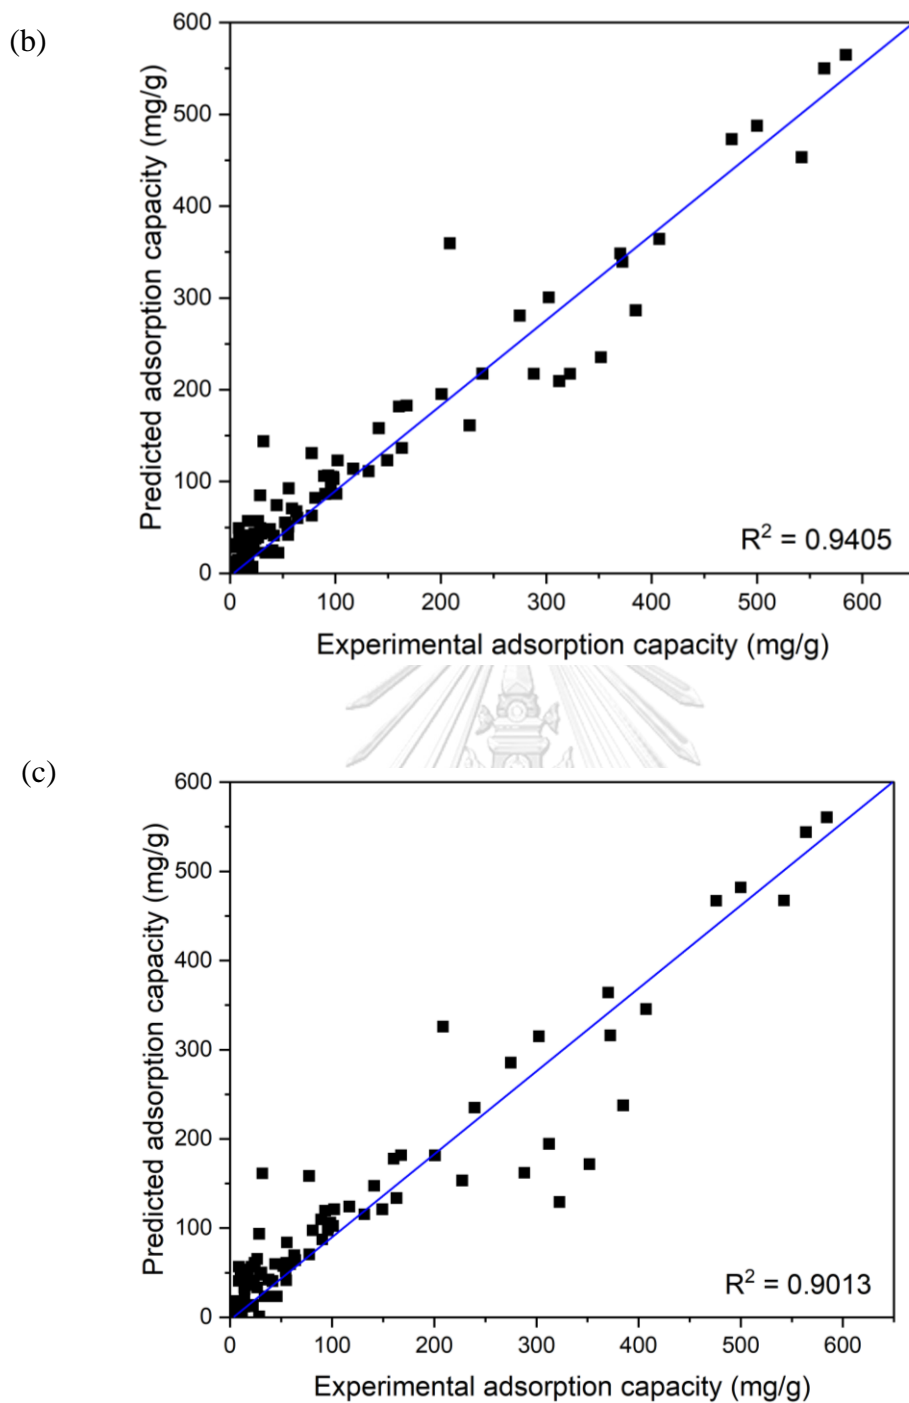 (b)
600
500
400
300
200
100
0
Predicted adsorption capacity (mg/g)
R² = 0.9405
0 100 200 300 400 500 600
Experimental adsorption capacity (mg/g)
(c)
600
500
400
300
200
100
0
Predicted adsorption capacity (mg/g)
R² = 0.9013
0 100 200 300 400 500 600
Experimental adsorption capacity (mg/g)